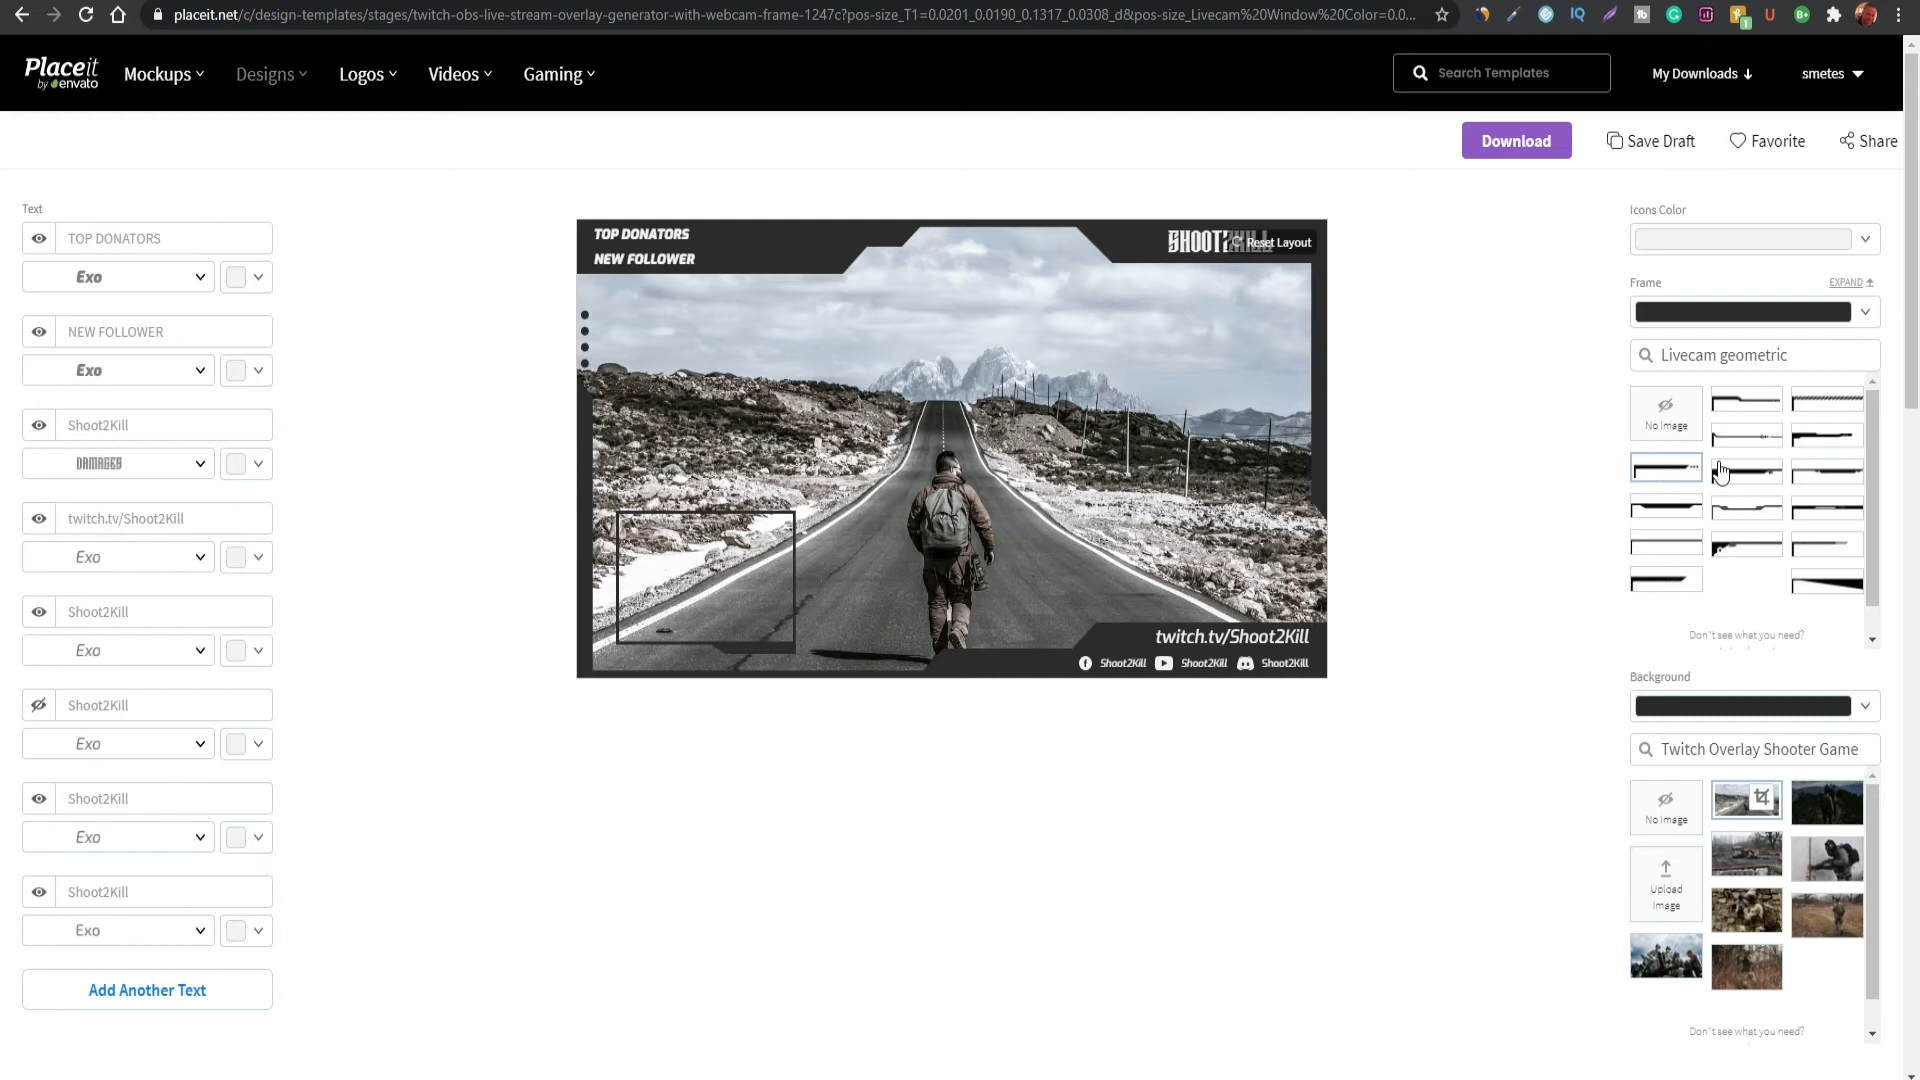 placeit.net/c/design-templates/stages/twitch-obs-live-stream-overlay-generator-with-webcam-frame-1247c?pos-size_T1=0.0201_0.0190_0.1317_0.0308_d&pos-size_Livecam%20Window%20Color=0.0...
Placeit
by envato
Mockups
Designs
Logos
Videos
Gaming
Search Templates
My Downloads
smetes
Download
Save Draft
Favorite
Share
Text
TOP DONATORS
Exo
NEW FOLLOWER
Exo
Shoot2Kill
DAMAGES
twitch.tv/Shoot2Kill
Exo
Shoot2Kill
Exo
Shoot2Kill
Exo
Shoot2Kill
Exo
Shoot2Kill
Exo
Add Another Text
TOP DONATORS
NEW FOLLOWER
SHOOT2KILL
Reset Layout
twitch.tv/Shoot2Kill
Shoot2Kill
Shoot2Kill
Shoot2Kill
Icons Color
Frame
EXPAND
Livecam geometric
No Image
Don"t see what you need?
Background
Twitch Overlay Shooter Game
No Image
Upload
Image
Don"t see what you need?